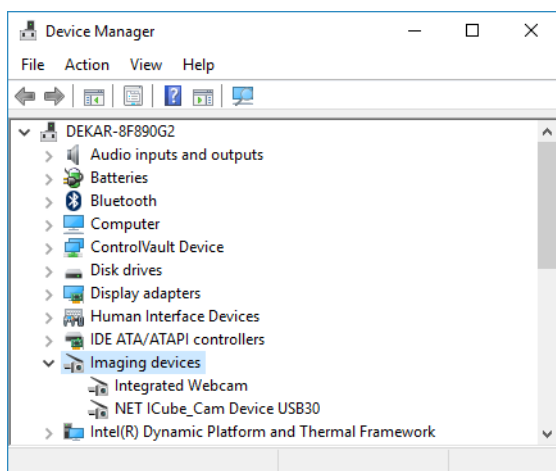 Device Manager
File Action View Help
DEKAR-8F890G2
Audio inputs and outputs
Batteries
Bluetooth
Computer
ControlVault Device
Disk drives
Display adapters
Human Interface Devices
IDE ATA/ATAPI controllers
Imaging devices
Integrated Webcam
NET ICube_Cam Device USB30
Intel(R) Dynamic Platform and Thermal Framework